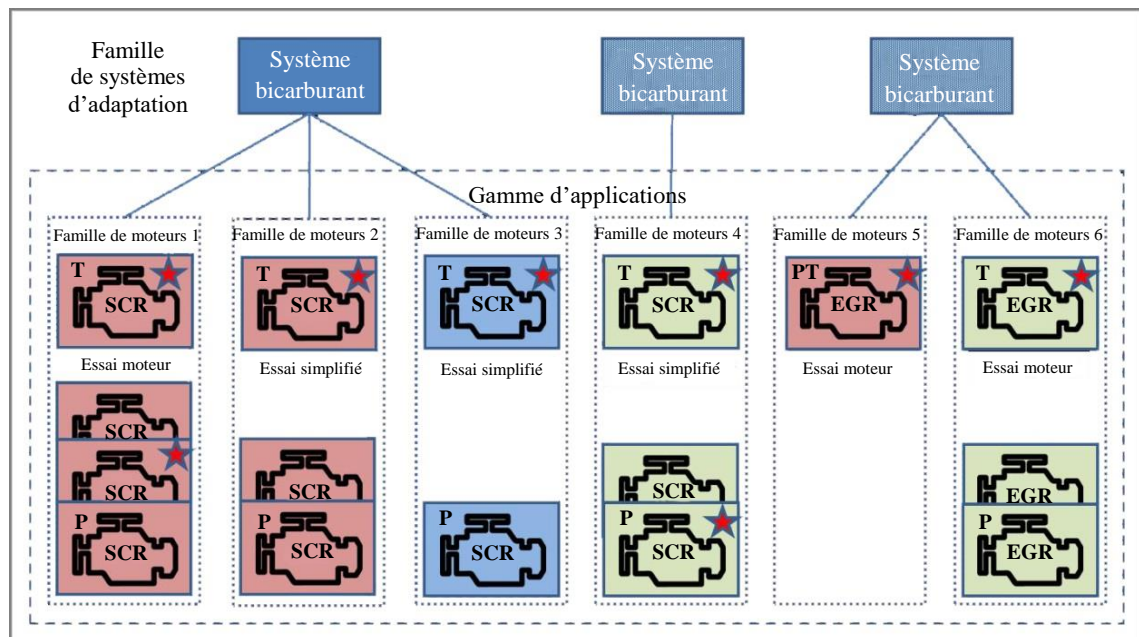 Famille
de systèmes
d'adaptation
Système
bicarburant
Système
bicarburant
Système
bicarburant
Gamme d'applications
Famille de moteurs 1
Famille de moteurs 2
Famille de moteurs 3
Famille de moteurs 4
Famille de moteurs 5
Famille de moteurs 6
T
SCR
T
SCR
T
SCR
T
SCR
PT
EGR
T
EGR
Essai moteur
Essai simplifié
Essai simplifié
Essai simplifié
Essai moteur
Essai moteur
SCR
SCR
P
SCR
SCR
P
SCR
P
SCR
SCR
P
SCR
EGR
P
EGR